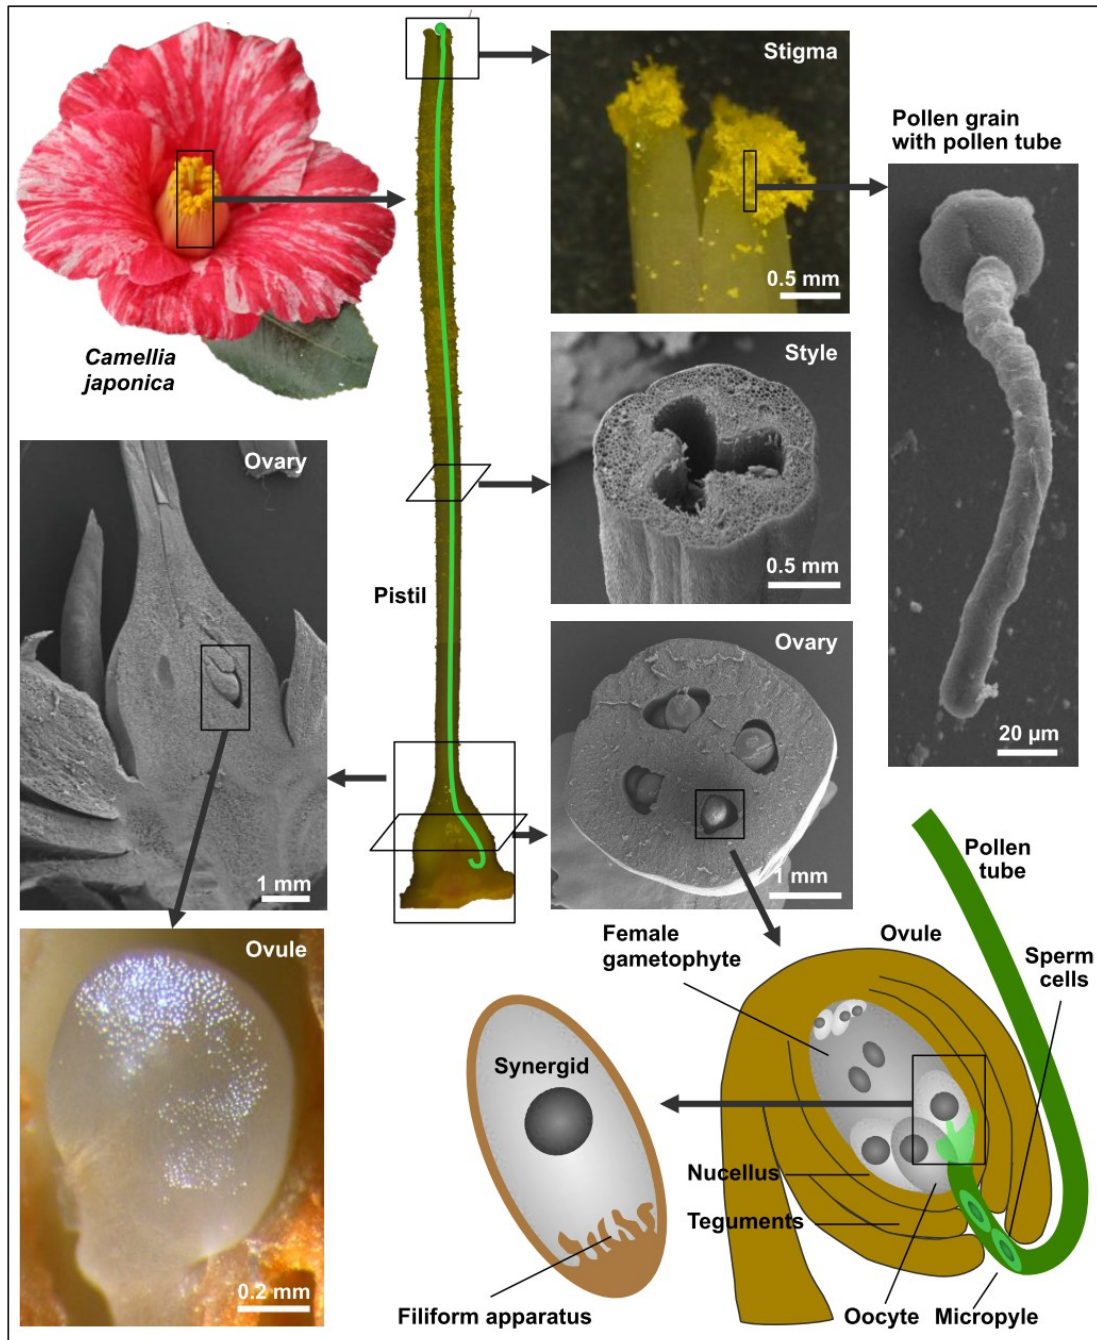 Stigma
Pollen grain
with pollen tube
0.5 mm
Camellia
japonica
Style
0.5 mm
Ovary
Pistil
Ovary
20 µm
1 mm
1 mm
Pollen
tube
Female
gametophyte
Ovule
Sperm
cells
Ovule
Synergid
Nucellus
Teguments
0.2 mm
Filiform apparatus
Oocyte
Micropyle